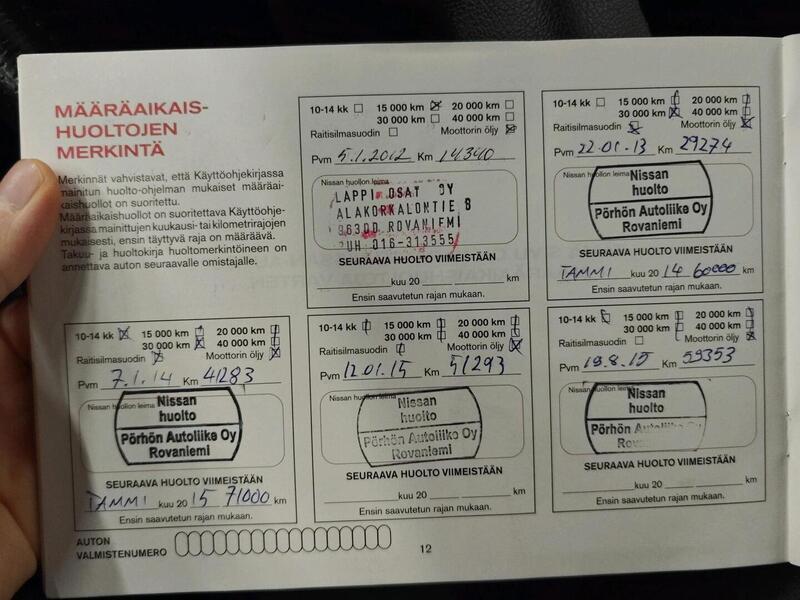 MÄÄRÄAIKAIS-
HUOLTOJEN
MERKINTÄ
Merkinnät vahvistavat, että Käyttöohjekirjassa
mainitun huolto-ohjelman mukaiset määräai-
kaishuollot on suoritettu.
Määräaikaishuollot on suoritettava Käyttöohje-
kirjassa mainittujen kuukausi- tai kilometrirajojen
mukaisesti, ensin täyttyvä raja on määräävä.
Takuu- ja huoltokirja huoltomerkintöineen on
annettava auton seuraavalle omistajalle.
10-14 kk 15 000 km 20 000 km
30 000 km 40 000 km
Raitisilmasuodin Moottorin öljy
Pvm 5.1.2012 Km 14340
Nissan huollon leima
LAPPI OSAT OY
ALAKORKALONTIE 8
96300 ROVANIEMI
PUH 016-313555
SEURAAVA HUOLTO VIIMEISTÄÄN
kuu 20 km
Ensin saavutetun rajan mukaan.
10-14 kk 15 000 km 20 000 km
30 000 km 40 000 km
Raitisilmasuodin Moottorin öljy
Pvm 22.01.13 Km 29274
Nissan huollon leima
Nissan
huolto
Pörhön Autoliike Oy
Rovaniemi
SEURAAVA HUOLTO VIIMEISTÄÄN
TAMMI kuu 20 14 60000 km
Ensin saavutetun rajan mukaan.
10-14 kk 15 000 km 20 000 km
30 000 km 40 000 km
Raitisilmasuodin Moottorin öljy
Pvm 7.1.14 Km 41283
Nissan huollon leima
Nissan
huolto
Pörhön Autoliike Oy
Rovaniemi
SEURAAVA HUOLTO VIIMEISTÄÄN
TAMMI kuu 20 15 71000 km
Ensin saavutetun rajan mukaan.
10-14 kk 15 000 km 20 000 km
30 000 km 40 000 km
Raitisilmasuodin Moottorin öljy
Pvm 12.01.15 Km 51293
Nissan huollon leima
Nissan
huolto
Pörhön Autoliike Oy
Rovaniemi
SEURAAVA HUOLTO VIIMEISTÄÄN
kuu 20 km
Ensin saavutetun rajan mukaan.
10-14 kk 15 000 km 20 000 km
30 000 km 40 000 km
Raitisilmasuodin Moottorin öljy
Pvm 19.8.15 Km 59353
Nissan huollon leima
Nissan
huolto
Pörhön
SEURAAVA HUOLTO VIIMEISTÄÄN
kuu 20 km
Ensin saavutetun rajan mukaan.
AUTON
VALMISTENUMERO
12